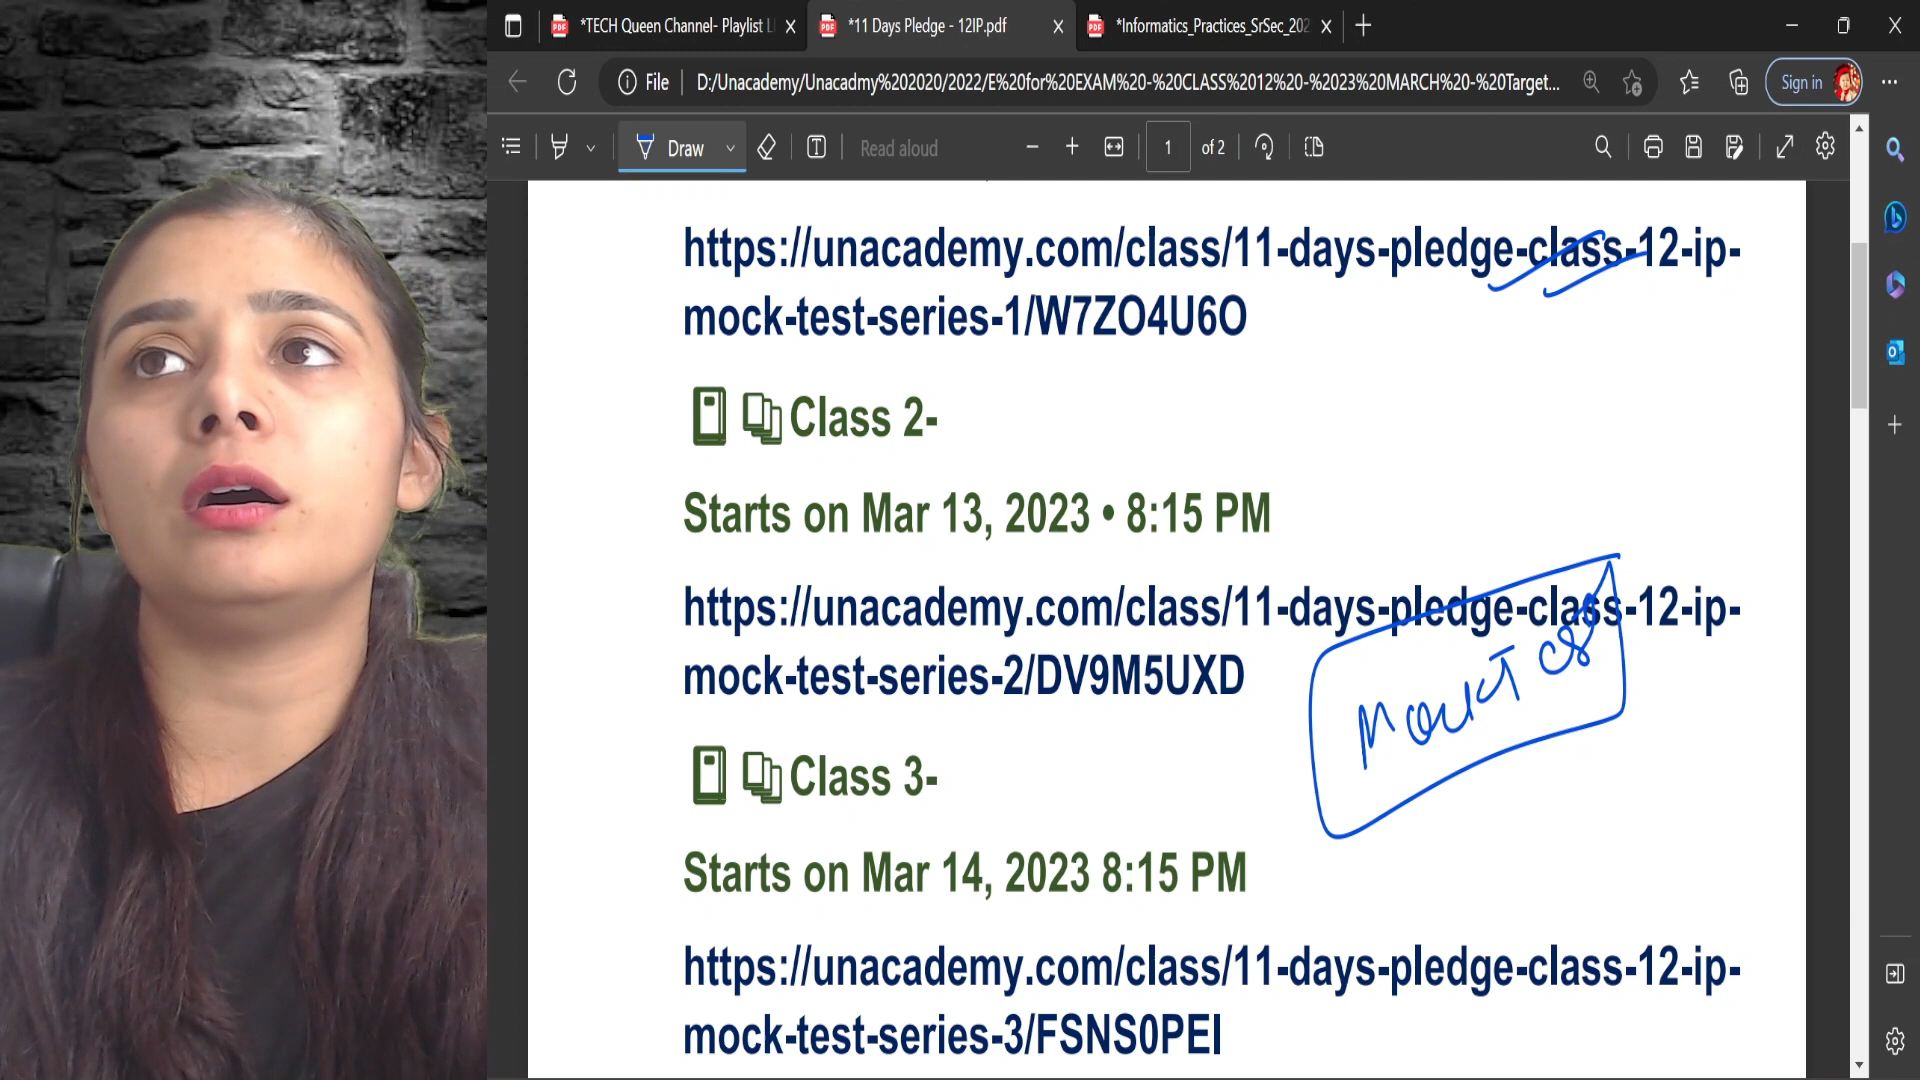 *TECH Queen Channel- Playlist L
*11 Days Pledge - 12IP.pdf
*Informatics_Practices_SrSec_202
File
D:/Unacademy/Unacadmy%202020/2022/E%20for%20EXAM%20-%20CLASS%2012%20-%202023%20MARCH%20-%20Target...
Sign in
Draw
Read aloud
1
of 2
https://unacademy.com/class/11-days-pledge-class-12-ip-
mock-test-series-1/W7ZO4U6O
Class 2-
Starts on Mar 13, 2023 • 8:15 PM
https://unacademy.com/class/11-days-pledge-class-12-ip-
mock-test-series-2/DV9M5UXD
Class 3-
Starts on Mar 14, 2023 8:15 PM
https://unacademy.com/class/11-days-pledge-class-12-ip-
mock-test-series-3/FSNS0PEI